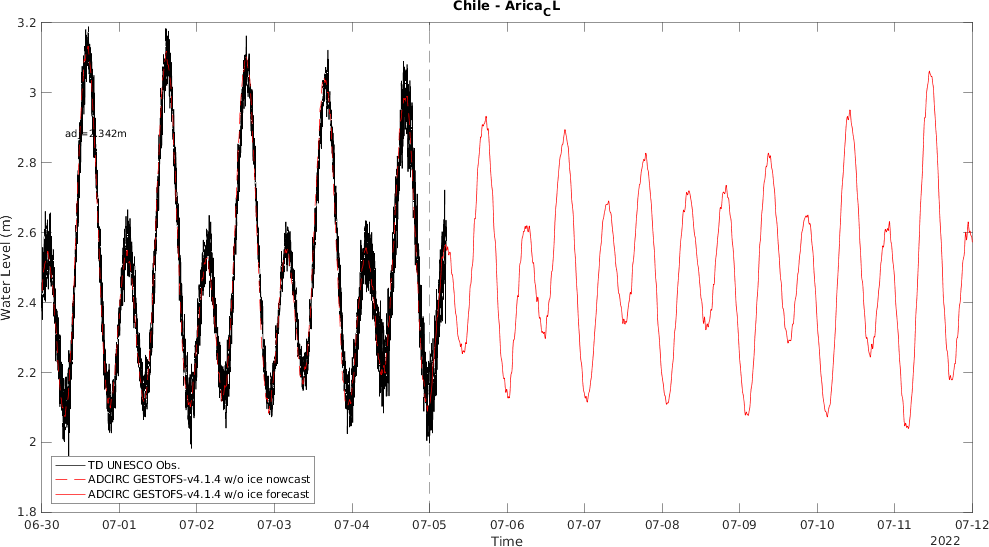 Chile - Arica_CL
3.2
3
2.8
2.6
2.4
2.2
2
1.8
Water Level (m)
adj=2.342m
TD UNESCO Obs.
ADCIRC GESTOFS-v4.1.4 w/o ice nowcast
ADCIRC GESTOFS-v4.1.4 w/o ice forecast
06-30 07-01 07-02 07-03 07-04 07-05 07-06 07-07 07-08 07-09 07-10 07-11 07-12
Time
2022